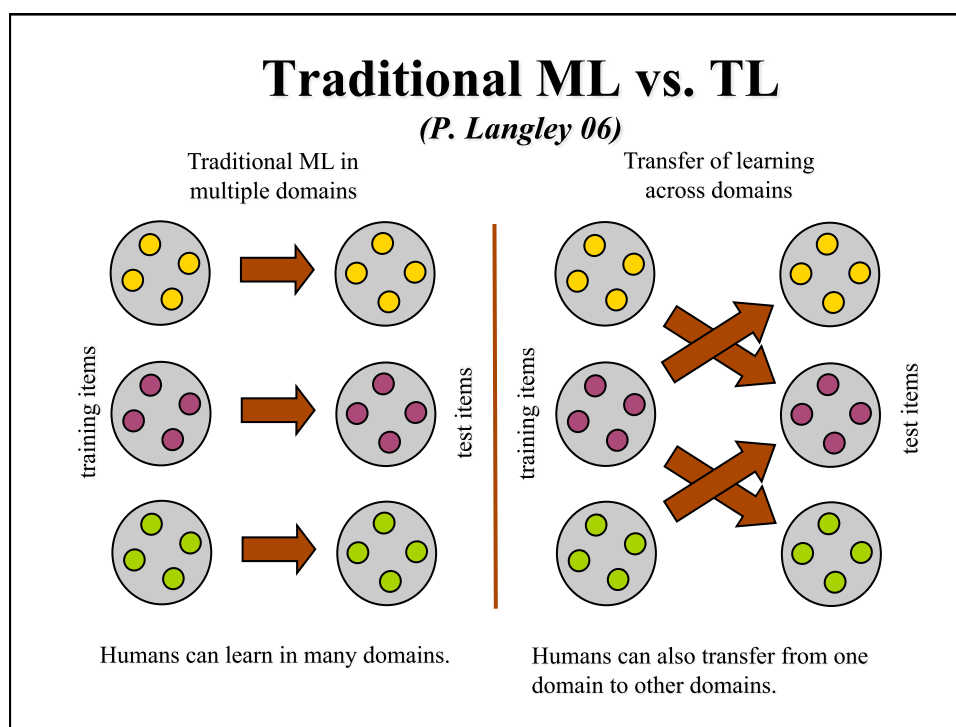 Traditional ML vs. TL
(P. Langley 06)
Traditional ML in
multiple domains
training items
test items
Humans can learn in many domains.
Transfer of learning
across domains
training items
test items
Humans can also transfer from one
domain to other domains.